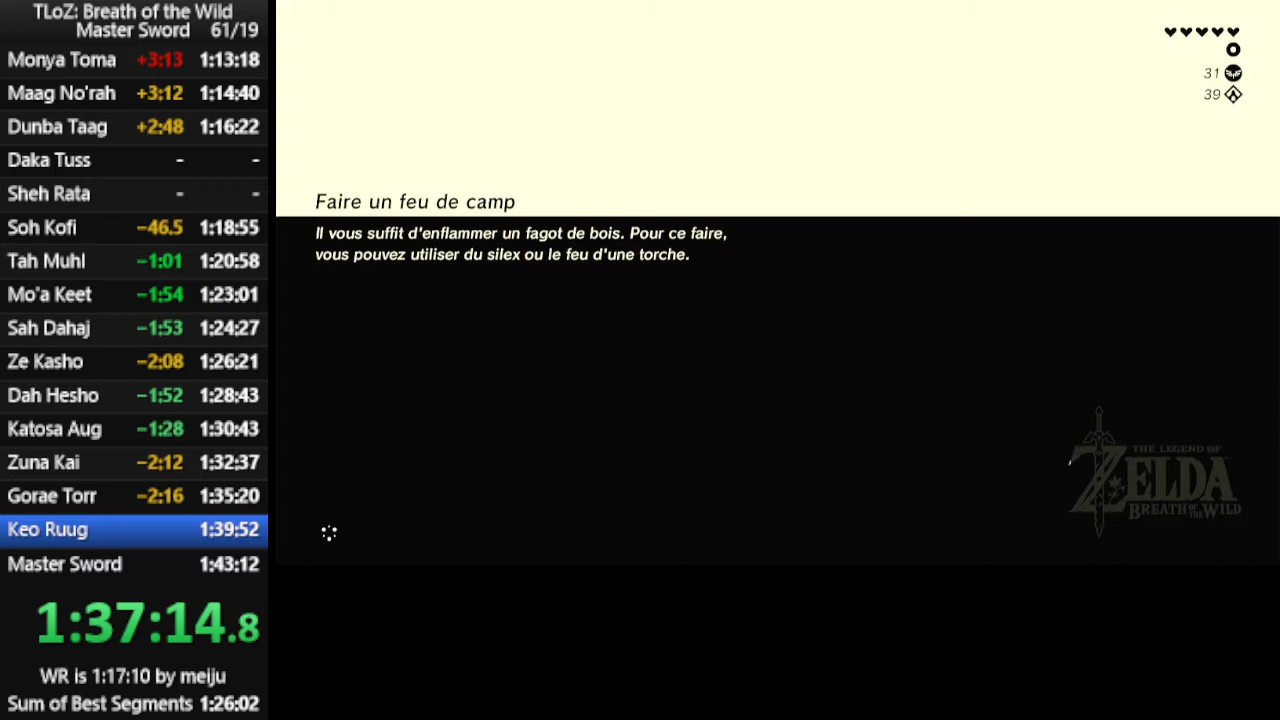 TLoZ: Breath of the Wild
Master Sword 61/19
Monya Toma +3:13 1:13:18
Maag No'rah +3:12 1:14:40
Dunba Taag +2:48 1:16:22
Daka Tuss - -
Sheh Rata - -
Soh Kofi -46.5 1:18:55
Tah Muhl -1:01 1:20:58
Mo'a Keet -1:54 1:23:01
Sah Dahaj -1:53 1:24:27
Ze Kasho -2:08 1:26:21
Dah Hesho -1:52 1:28:43
Katosa Aug -1:28 1:30:43
Zuna Kai -2:12 1:32:37
Gorae Torr -2:16 1:35:20
Keo Ruug 1:39:52
Master Sword 1:43:12
1:37:14.8
WR is 1:17:10 by meiju
Sum of Best Segments 1:26:02
31
39
Faire un feu de camp
Il vous suffit d'enflammer un fagot de bois. Pour ce faire,
vous pouvez utiliser du silex ou le feu d'une torche.
THE LEGEND OF
ZELDA
BREATH OF THE WILD